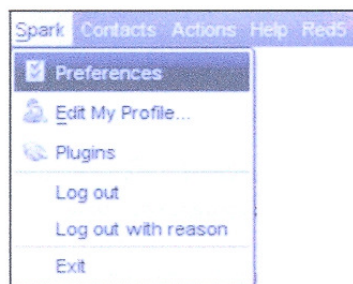 Spark Contacts Actions Help Red5
Preferences
Edit My Profile...
Plugins
Log out
Log out with reason
Exit